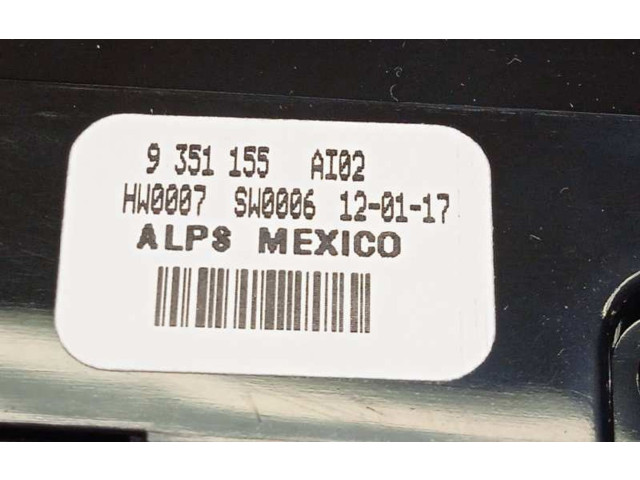 9 351 155 AI02
HW0007 SW0006 12-01-17
ALPS MEXICO